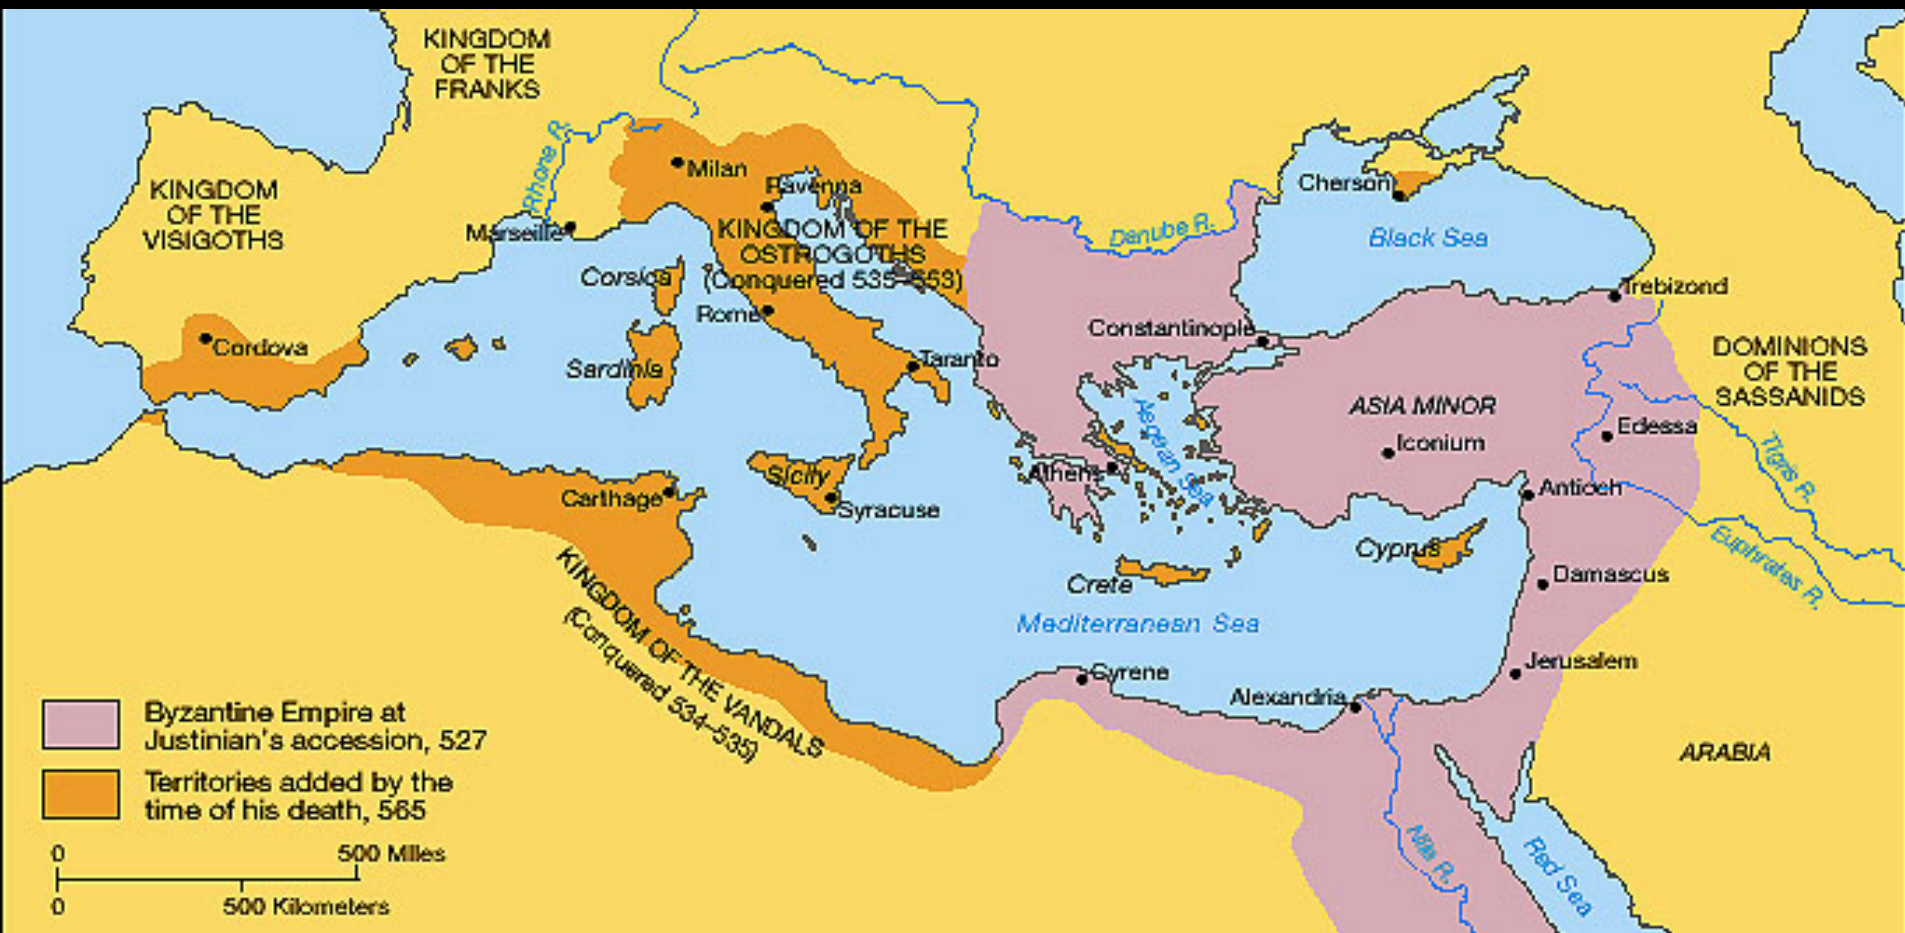 KINGDOM
OF THE
FRANKS
KINGDOM
OF THE
VISIGOTHS
Rhone R.
Marseille
Milan
Ravenna
KINGDOM OF THE
OSTROGOTHS
(Conquered 535–553)
Corsica
Rome
Sardinia
Taranto
Cordova
Danube R.
Cherson
Black Sea
Trebizond
Constantinople
DOMINIONS
OF THE
SASSANIDS
ASIA MINOR
Iconium
Edessa
Tigris R.
Aegean Sea
Athens
Antioch
Euphrates R.
Sicily
Syracuse
Carthage
Cyprus
Crete
Damascus
Mediterranean Sea
KINGDOM OF THE VANDALS
(Conquered 534–535)
Cyrene
Jerusalem
Alexandria
ARABIA
Nile R.
Red Sea
Byzantine Empire at
Justinian's accession, 527
Territories added by the
time of his death, 565
0 500 Miles
0 500 Kilometers